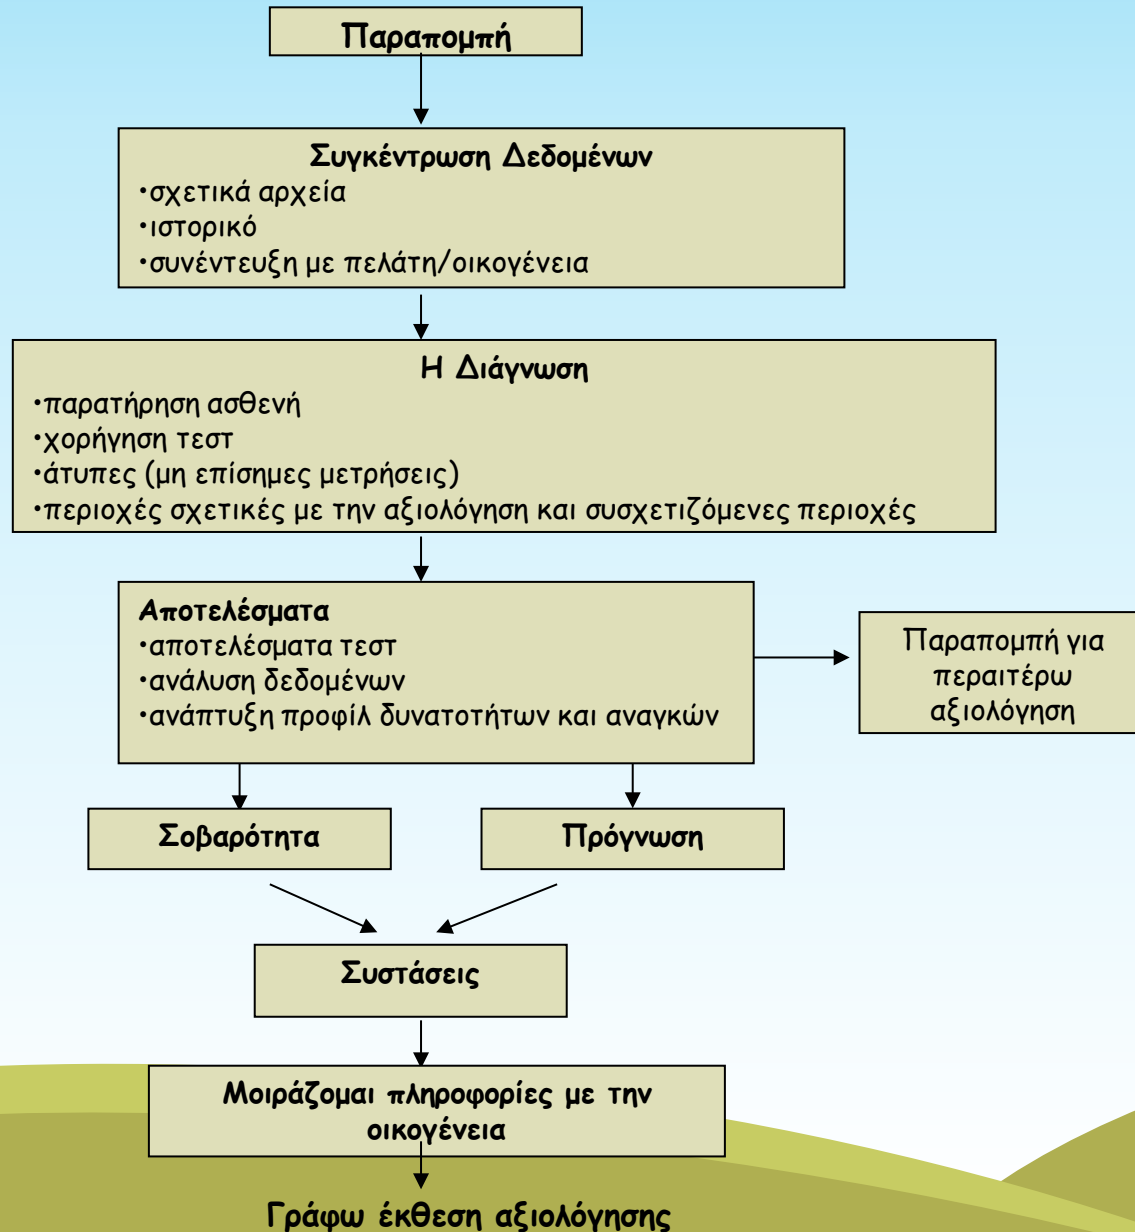 Παραπομπή
Συγκέντρωση Δεδομένων
•σχετικά αρχεία
•ιστορικό
•συνέντευξη με πελάτη/οικογένεια
Η Διάγνωση
•παρατήρηση ασθενή
•χορήγηση τεστ
•άτυπες (μη επίσημες μετρήσεις)
•περιοχές σχετικές με την αξιολόγηση και συσχετιζόμενες περιοχές
Αποτελέσματα
•αποτελέσματα τεστ
•ανάλυση δεδομένων
•ανάπτυξη προφίλ δυνατοτήτων και αναγκών
Παραπομπή για
περαιτέρω
αξιολόγηση
Σοβαρότητα
Πρόγνωση
Συστάσεις
Μοιράζομαι πληροφορίες με την
οικογένεια
Γράφω έκθεση αξιολόγησης